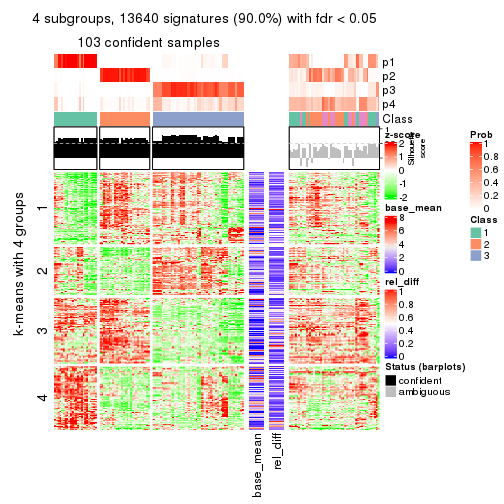 4 subgroups, 13640 signatures (90.0%) with fdr < 0.05
103 confident samples
p1
p2
p3
p4
Class
1
Silhouette
score
k-means with 4 groups
1
2
3
4
base_mean
rel_diff
z-score
2
1
0
-1
-2
base_mean
8
6
4
2
0
rel_diff
1
0.8
0.6
0.4
0.2
0
Status (barplots)
confident
ambiguous
Prob
1
0.8
0.6
0.4
0.2
0
Class
1
2
3